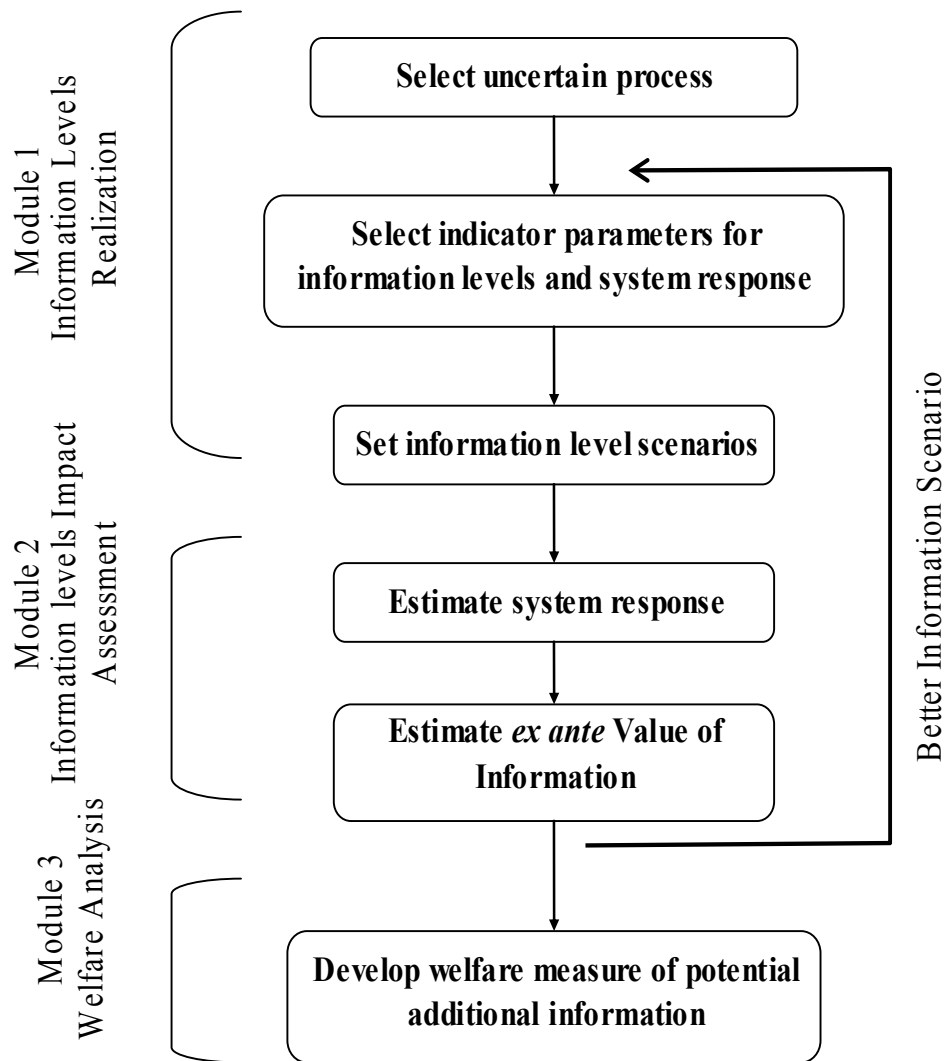 Module 1
Information Levels
Realization
Select uncertain process
Select indicator parameters for
information levels and system response
Set information level scenarios
Module 2
Information levels Impact
Assessment
Estimate system response
Estimate ex ante Value of
Information
Better Information Scenario
Module 3
Welfare Analysis
Develop welfare measure of potential
additional information